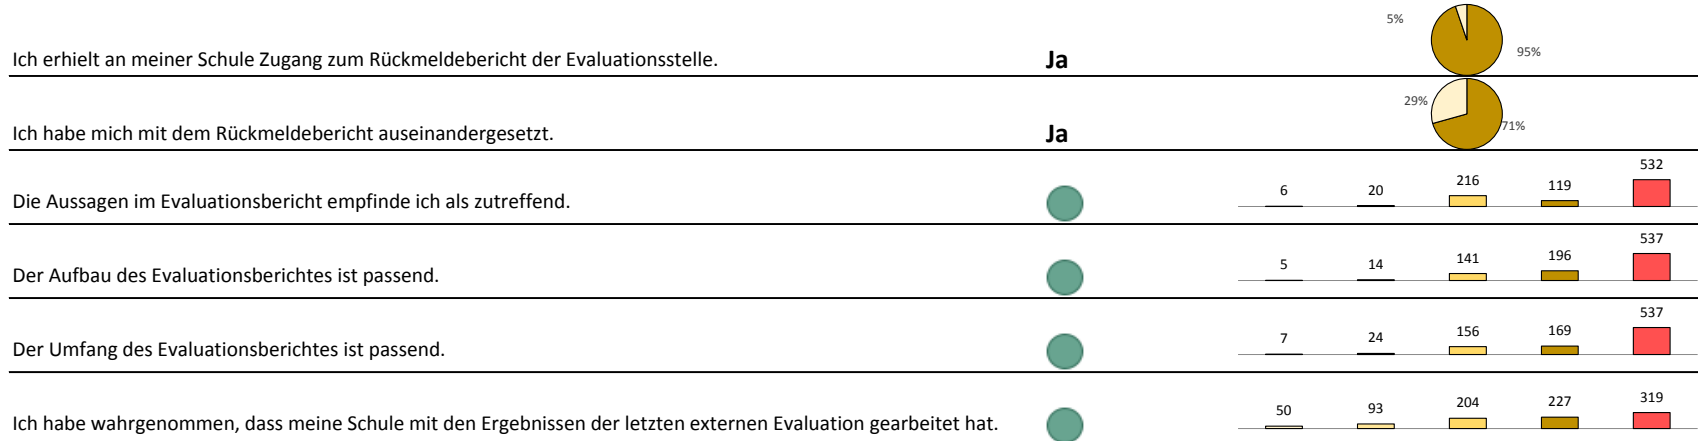 5%
95%
Ich erhielt an meiner Schule Zugang zum Rückmeldebericht der Evaluationsstelle. Ja
29%
71%
Ich habe mich mit dem Rückmeldebericht auseinandergesetzt. Ja
6 20 216 119 532
Die Aussagen im Evaluationsbericht empfinde ich als zutreffend.
5 14 141 196 537
Der Aufbau des Evaluationsberichtes ist passend.
7 24 156 169 537
Der Umfang des Evaluationsberichtes ist passend.
50 93 204 227 319
Ich habe wahrgenommen, dass meine Schule mit den Ergebnissen der letzten externen Evaluation gearbeitet hat.